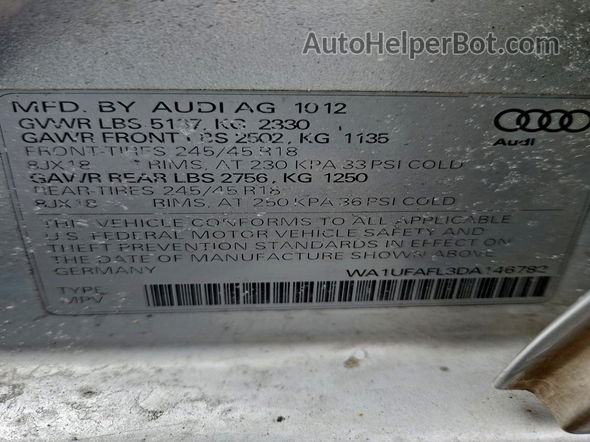 AutoHelperBot.com
MFD. BY AUDI AG 10 12
GVWR LBS 5137, KG 2330
GAWR FRONT LBS 2502, KG 1135
FRONT-TIRES 245/45 R18
8JX18 RIMS, AT 230 KPA 33 PSI COLD
GAWR REAR LBS 2756, KG 1250
REAR-TIRES 245/45 R18
8JX18 RIMS, AT 250 KPA 36 PSI COLD
THIS VEHICLE CONFORMS TO ALL APPLICABLE
U.S. FEDERAL MOTOR VEHICLE SAFETY AND
THEFT PREVENTION STANDARDS IN EFFECT ON
THE DATE OF MANUFACTURE SHOWN ABOVE.
GERMANY WA1UFAFL3DA146782
TYPE
MPV
Audi